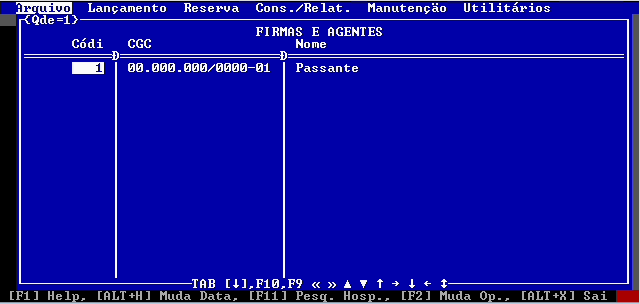 Arquivo Lançamento Reserva Cons./Relat. Manutenção Utilitários
{Qde=1}
FIRMAS E AGENTES
Códi CGC Nome
1 00.000.000/0000-01 Passante
TAB [↓],F10,F9 « » ▲ ▼ ↑ → ↓ ← ↕
[F1] Help, [ALT+H] Muda Data, [F11] Pesq. Hosp., [F2] Muda Op., [ALT+X] Sai